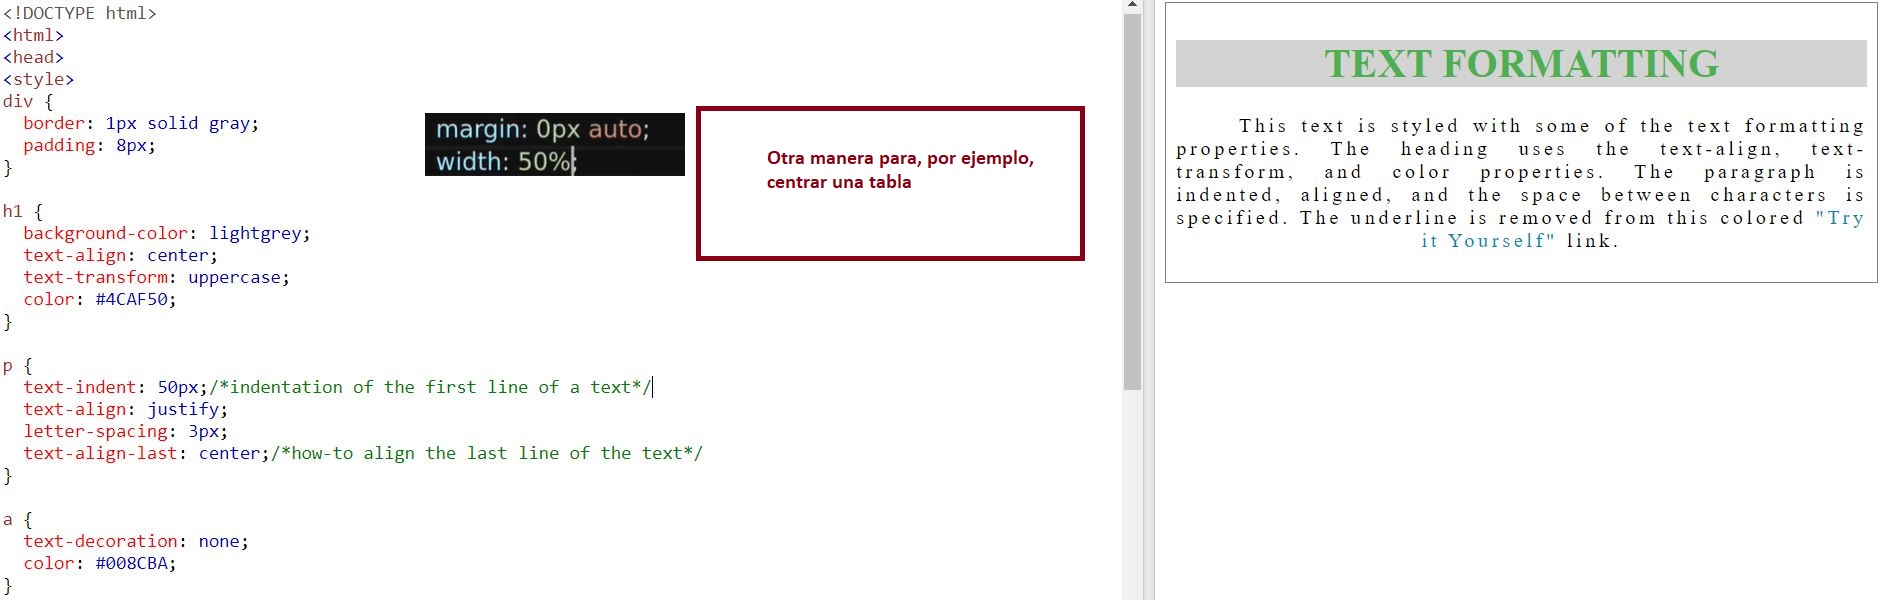 <!DOCTYPE html>
<html>
<head>
<style>
div {
  border: 1px solid gray;
  padding: 8px;
}

h1 {
  background-color: lightgrey;
  text-align: center;
  text-transform: uppercase;
  color: #4CAF50;
}

p {
  text-indent: 50px;/*indentation of the first line of a text*/
  text-align: justify;
  letter-spacing: 3px;
  text-align-last: center;/*how-to align the last line of the text*/
}

a {
  text-decoration: none;
  color: #008CBA;
}
margin: 0px auto;
width: 50%;
Otra manera para, por ejemplo,
centrar una tabla
TEXT FORMATTING
This text is styled with some of the text formatting
properties. The heading uses the text-align, text-
transform, and color properties. The paragraph is
indented, aligned, and the space between characters is
specified. The underline is removed from this colored "Try
it Yourself" link.